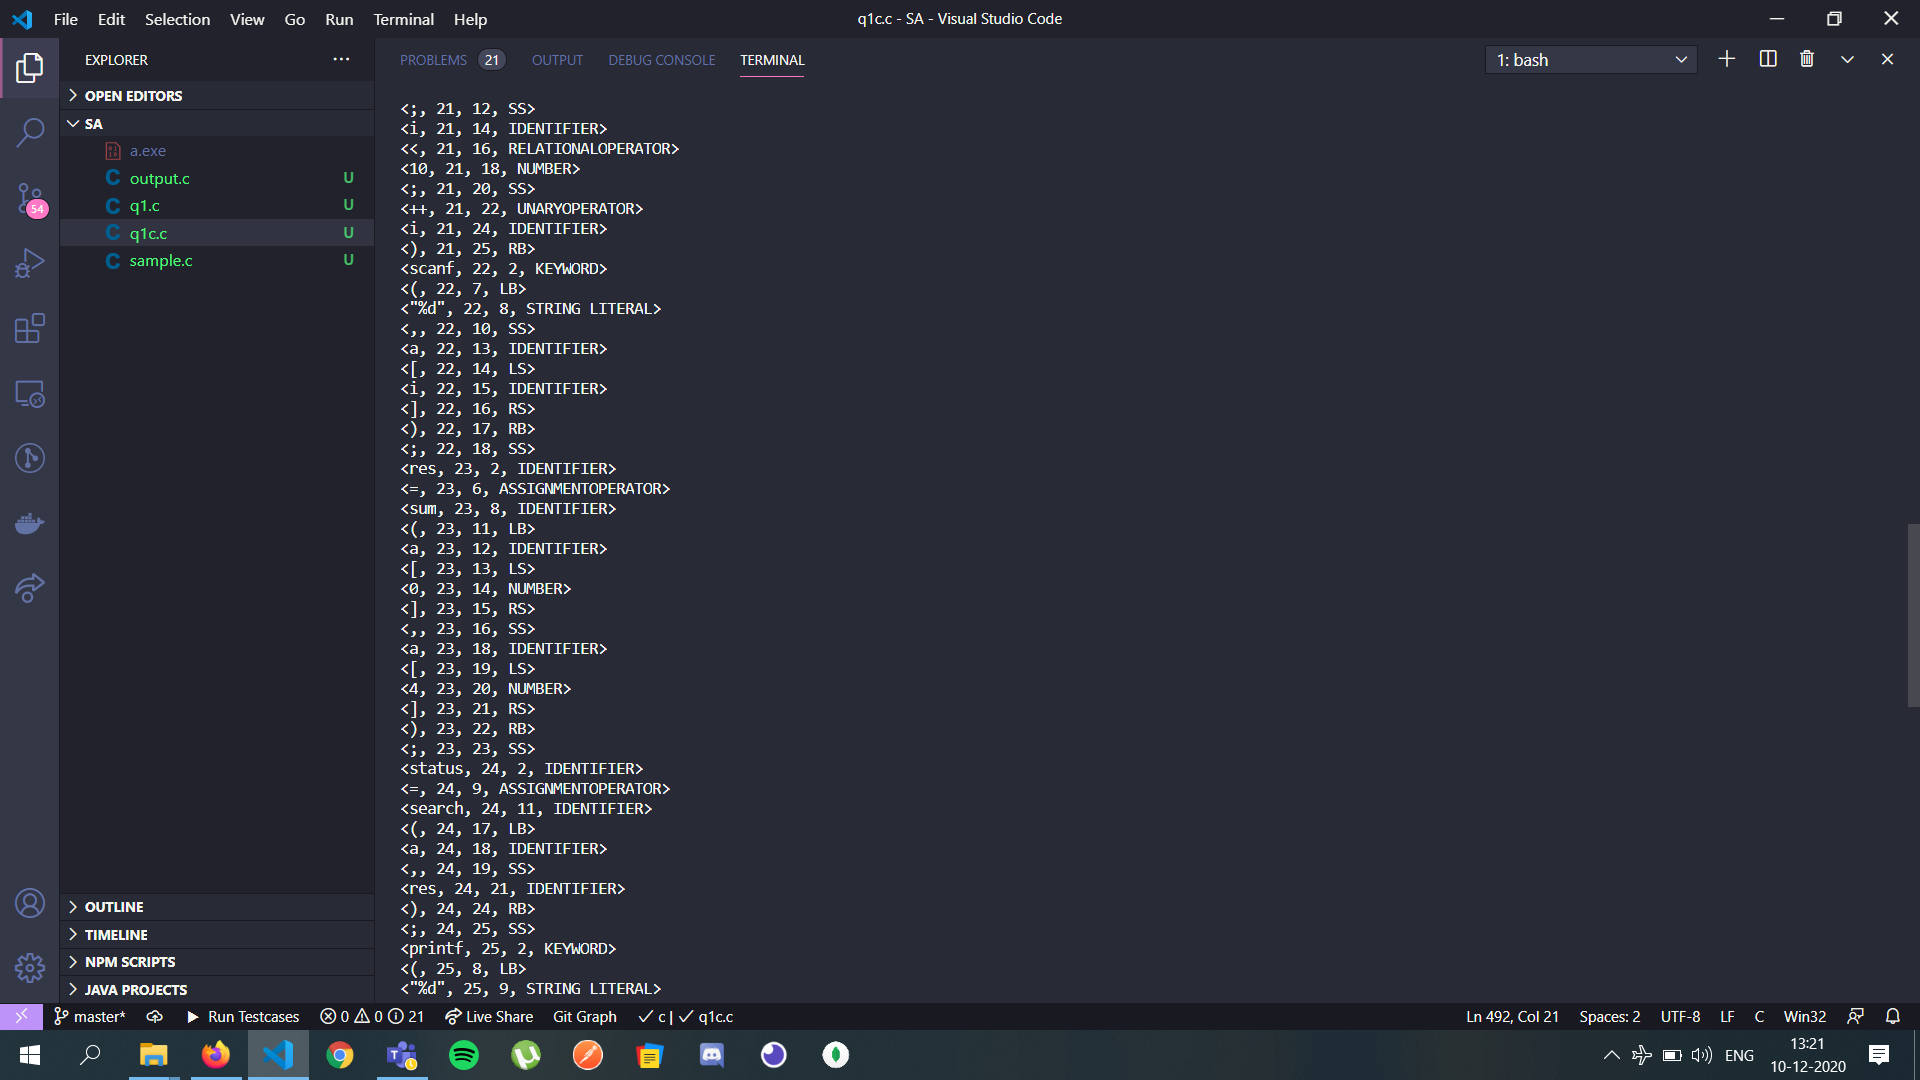 File Edit Selection View Go Run Terminal Help
q1c.c - SA - Visual Studio Code
EXPLORER
OPEN EDITORS
SA
a.exe
output.c U
q1.c U
q1c.c U
sample.c U
OUTLINE
TIMELINE
NPM SCRIPTS
JAVA PROJECTS
54
PROBLEMS 21 OUTPUT DEBUG CONSOLE TERMINAL
1: bash
<;, 21, 12, SS>
<i, 21, 14, IDENTIFIER>
<<, 21, 16, RELATIONALOPERATOR>
<10, 21, 18, NUMBER>
<;, 21, 20, SS>
<++, 21, 22, UNARYOPERATOR>
<i, 21, 24, IDENTIFIER>
<), 21, 25, RB>
<scanf, 22, 2, KEYWORD>
<(, 22, 7, LB>
<"%d", 22, 8, STRING LITERAL>
<,, 22, 10, SS>
<a, 22, 13, IDENTIFIER>
<[, 22, 14, LS>
<i, 22, 15, IDENTIFIER>
<], 22, 16, RS>
<), 22, 17, RB>
<;, 22, 18, SS>
<res, 23, 2, IDENTIFIER>
<=, 23, 6, ASSIGNMENTOPERATOR>
<sum, 23, 8, IDENTIFIER>
<(, 23, 11, LB>
<a, 23, 12, IDENTIFIER>
<[, 23, 13, LS>
<0, 23, 14, NUMBER>
<], 23, 15, RS>
<,, 23, 16, SS>
<a, 23, 18, IDENTIFIER>
<[, 23, 19, LS>
<4, 23, 20, NUMBER>
<], 23, 21, RS>
<), 23, 22, RB>
<;, 23, 23, SS>
<status, 24, 2, IDENTIFIER>
<=, 24, 9, ASSIGNMENTOPERATOR>
<search, 24, 11, IDENTIFIER>
<(, 24, 17, LB>
<a, 24, 18, IDENTIFIER>
<,, 24, 19, SS>
<res, 24, 21, IDENTIFIER>
<), 24, 24, RB>
<;, 24, 25, SS>
<printf, 25, 2, KEYWORD>
<(, 25, 8, LB>
<"%d", 25, 9, STRING LITERAL>
master* Run Testcases 0 0 21 Live Share Git Graph c | q1c.c
Ln 492, Col 21 Spaces: 2 UTF-8 LF C Win32
ENG
13:21
10-12-2020